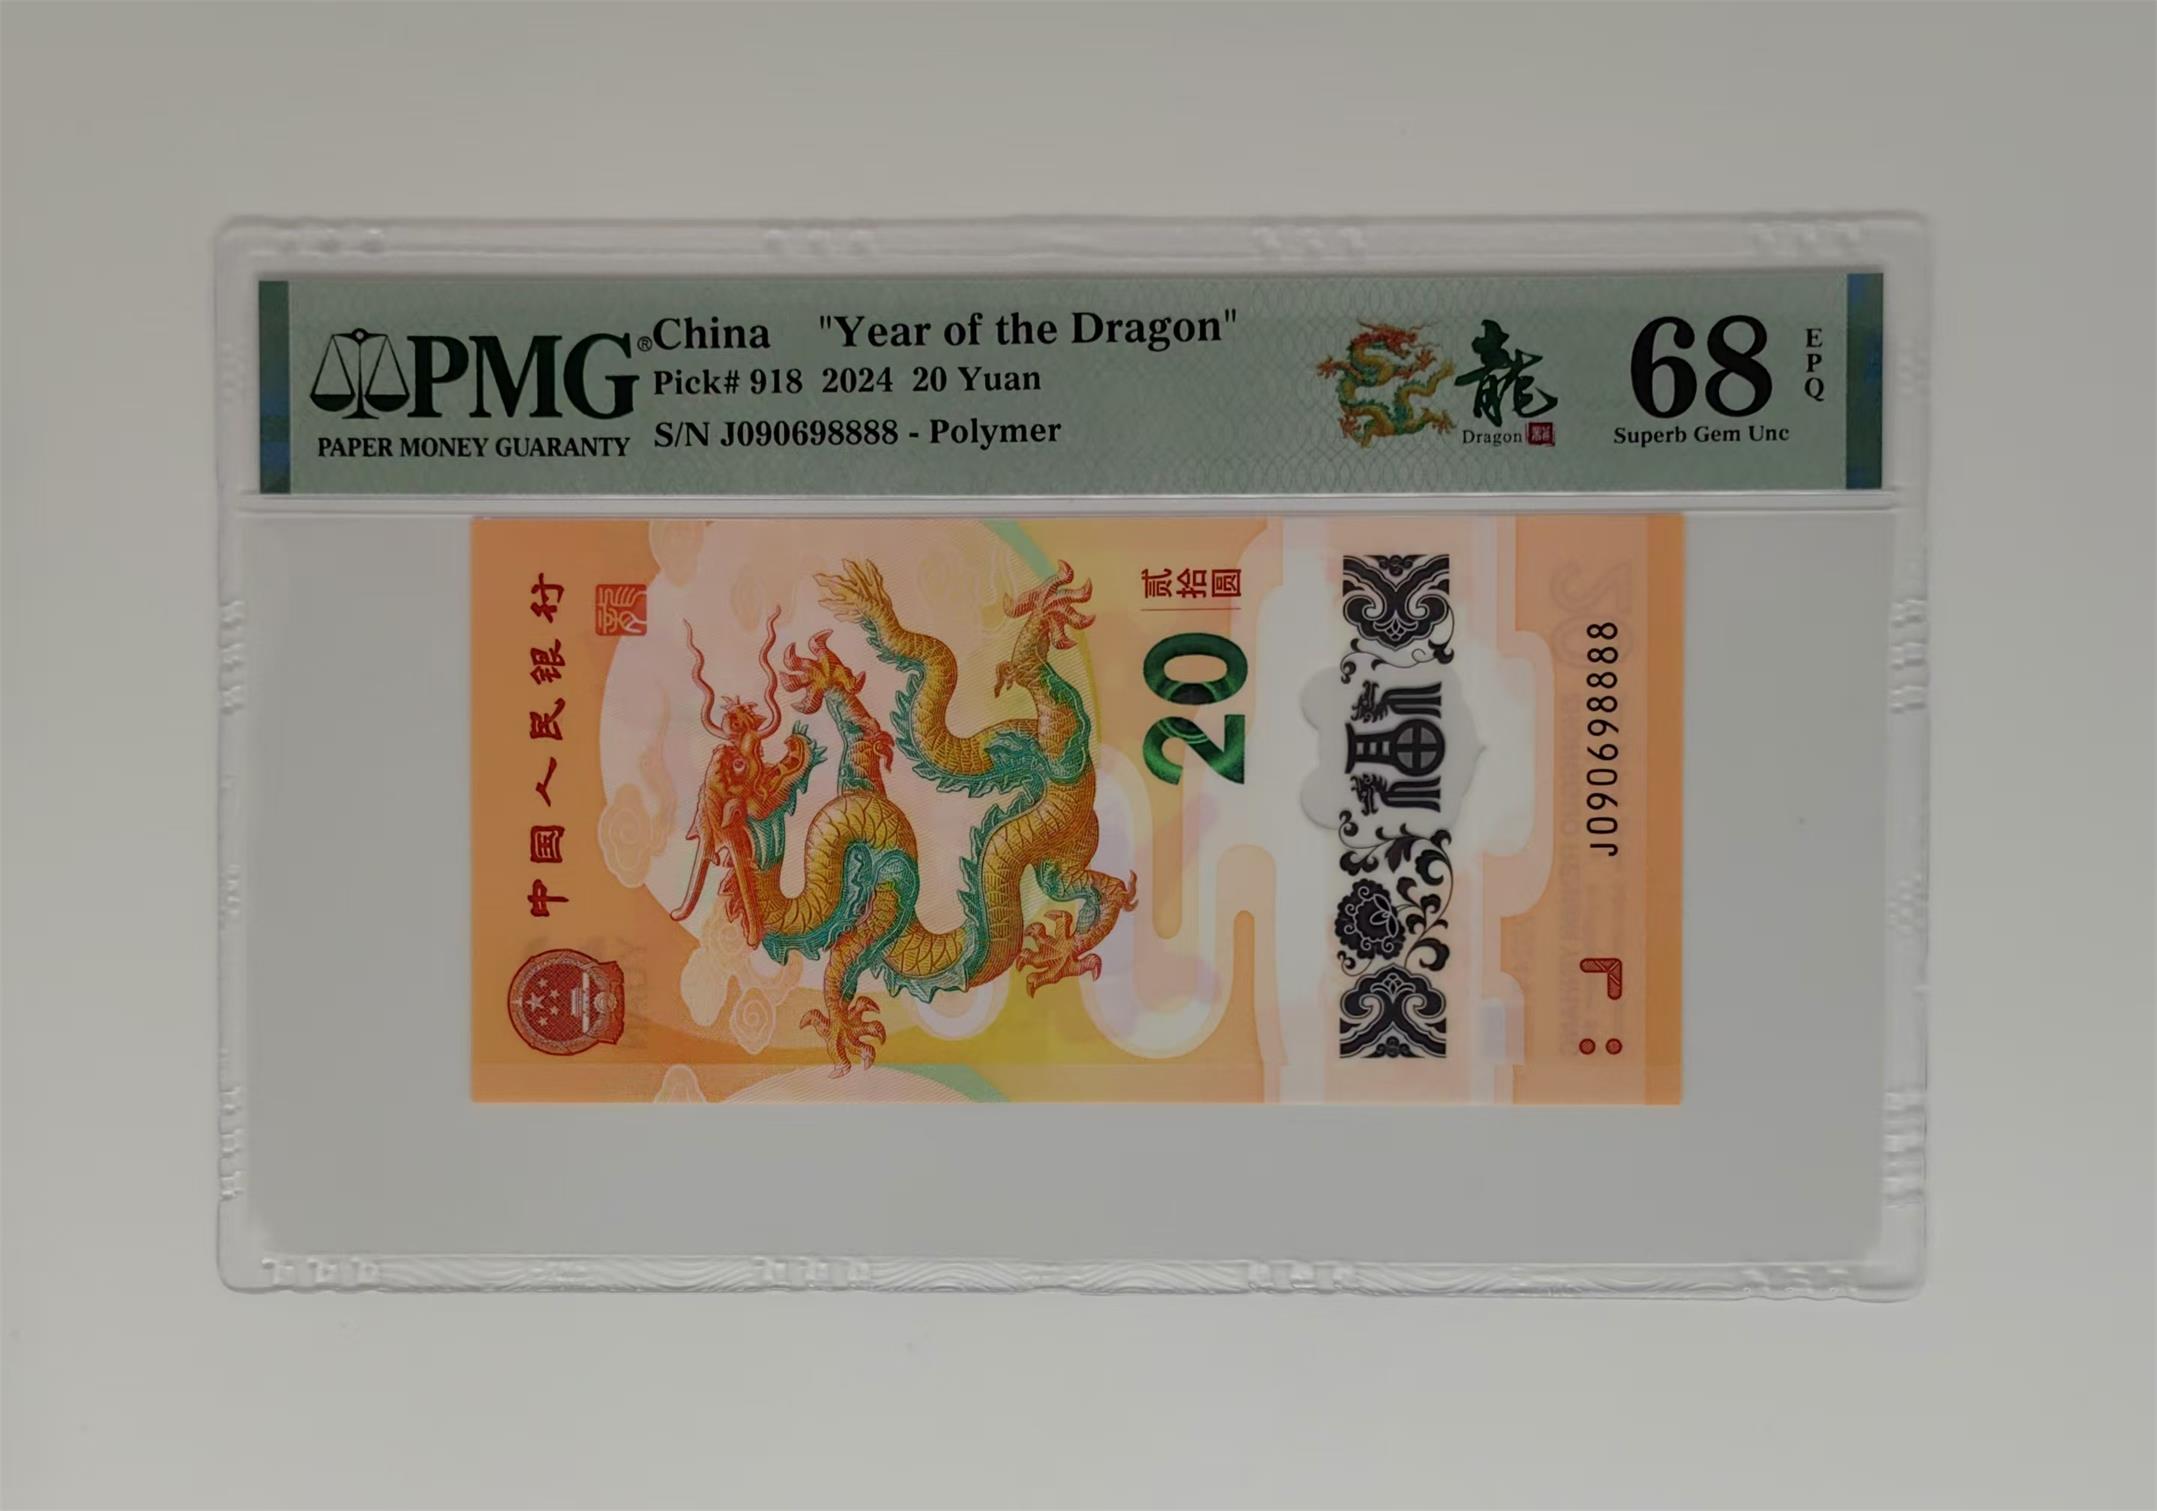 PMG®
PAPER MONEY GUARANTY
China "Year of the Dragon"
Pick# 918 2024 20 Yuan
S/N J090698888 - Polymer
龍
Dragon
68
EPQ
Superb Gem Unc
中国人民银行
龍
贰拾圆
20
J090698888